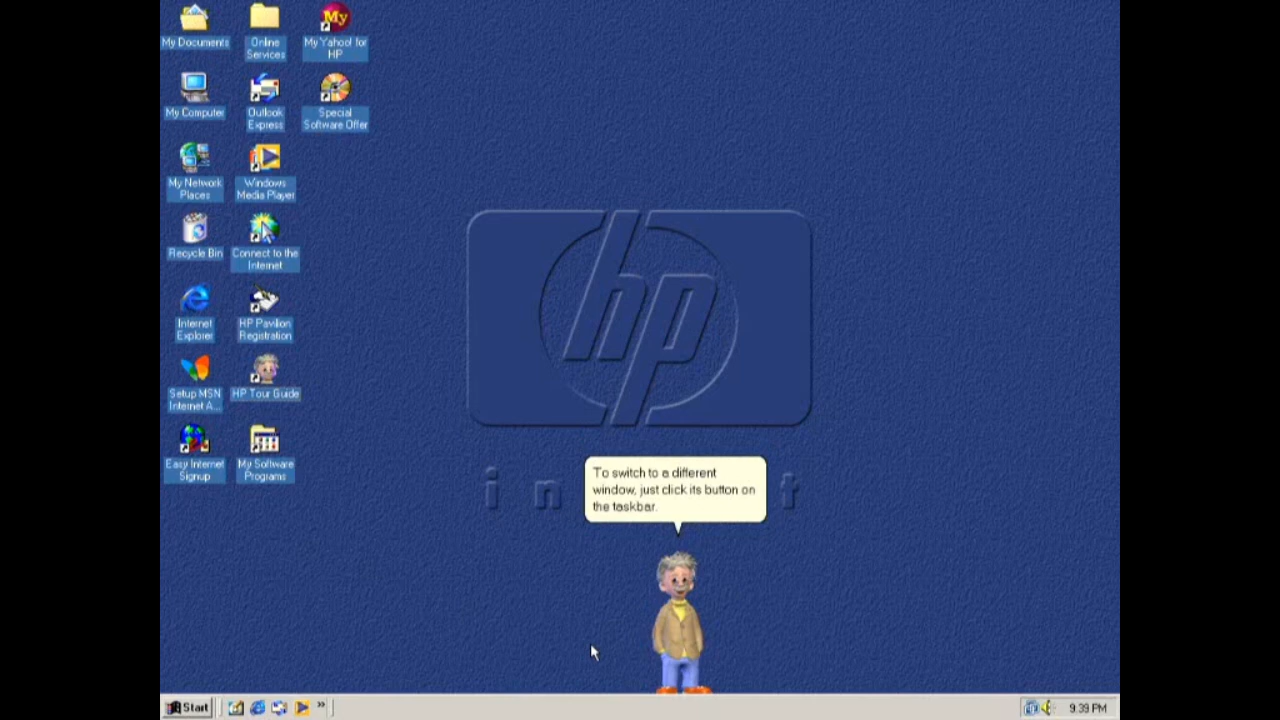 My Documents
Online
Services
My Yahoo! for
HP
My Computer
Outlook
Express
Special
Software Offer
My Network
Places
Windows
Media Player
Recycle Bin
Connect to the
Internet
Internet
Explorer
HP Pavilion
Registration
Setup MSN
Internet A...
HP Tour Guide
Easy Internet
Signup
My Software
Programs
My
hp
i n t
To switch to a different
window, just click its button on
the taskbar.
Start
»
9:39 PM